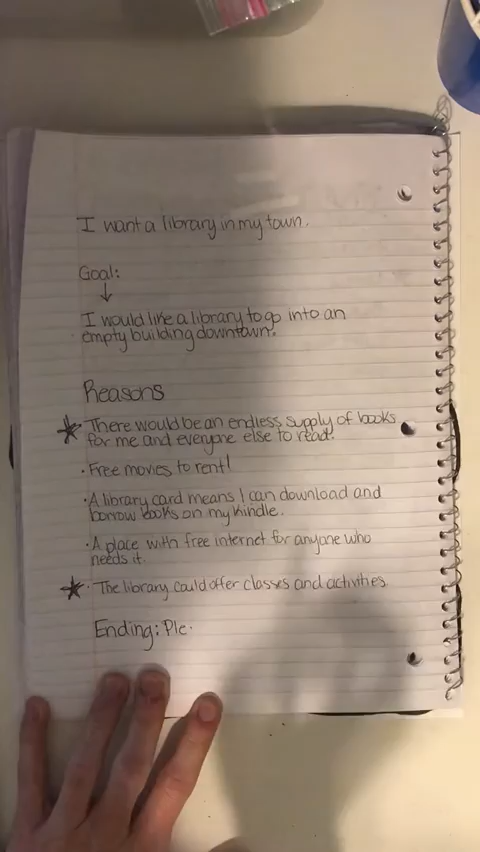 I want a library in my town.
Goal:
↓
I would like a library to go into an
empty building downtown.
Reasons
★ There would be an endless supply of books
for me and everyone else to read.
• Free movies to rent!
• A library card means I can download and
borrow books on my Kindle.
• A place with free internet for anyone who
needs it.
★ • The library could offer classes and activities.
Ending: Ple